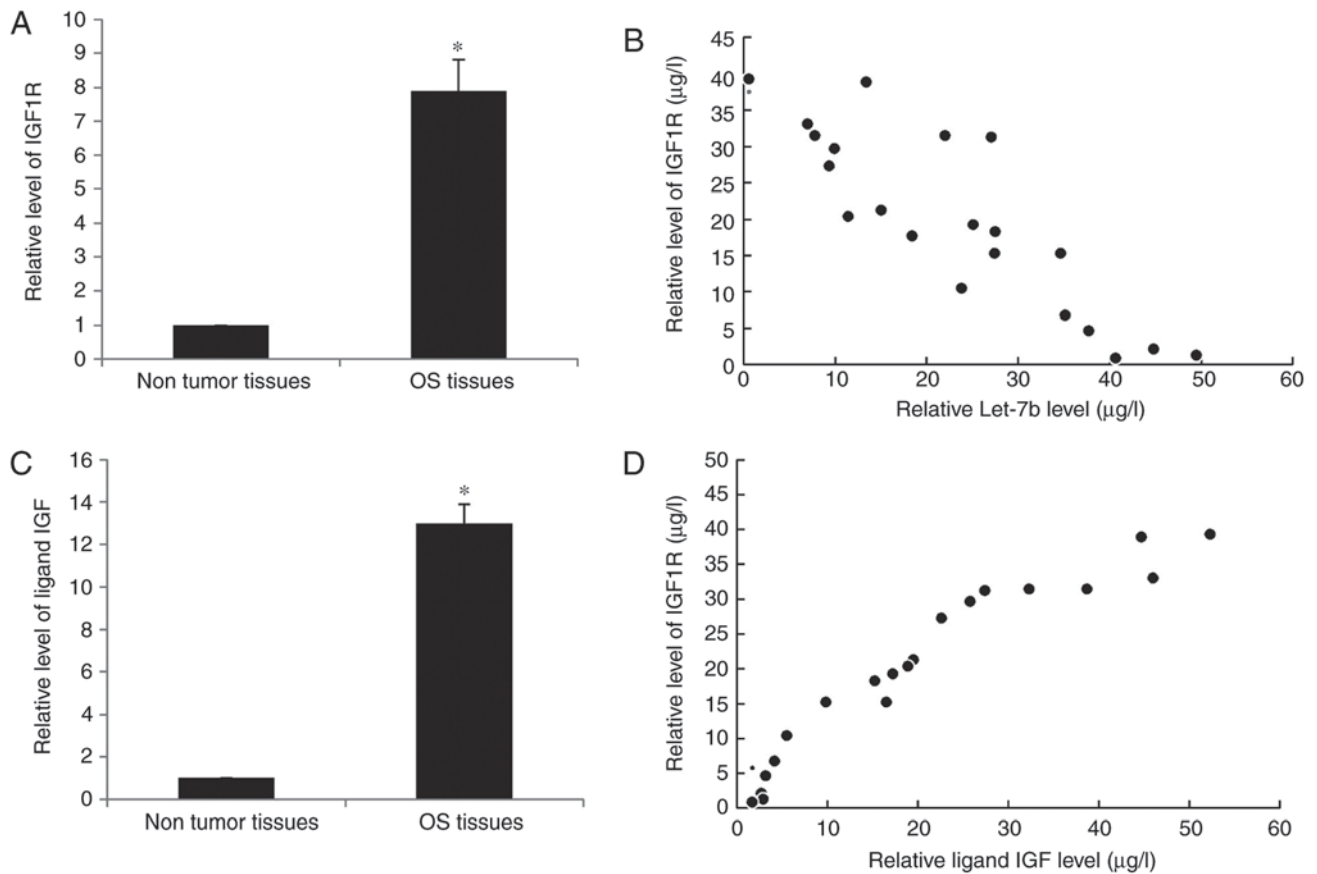 A
Relative level of IGF1R
10
9
8
7
6
5
4
3
2
1
0
*
Non tumor tissues
OS tissues
B
Relative level of IGF1R (µg/l)
45
40
35
30
25
20
15
10
5
0
0 10 20 30 40 50 60
Relative Let-7b level (µg/l)
C
Relative level of ligand IGF
16
14
12
10
8
6
4
2
0
*
Non tumor tissues
OS tissues
D
Relative level of IGF1R (µg/l)
50
45
40
35
30
25
20
15
10
5
0
0 10 20 30 40 50 60
Relative ligand IGF level (µg/l)